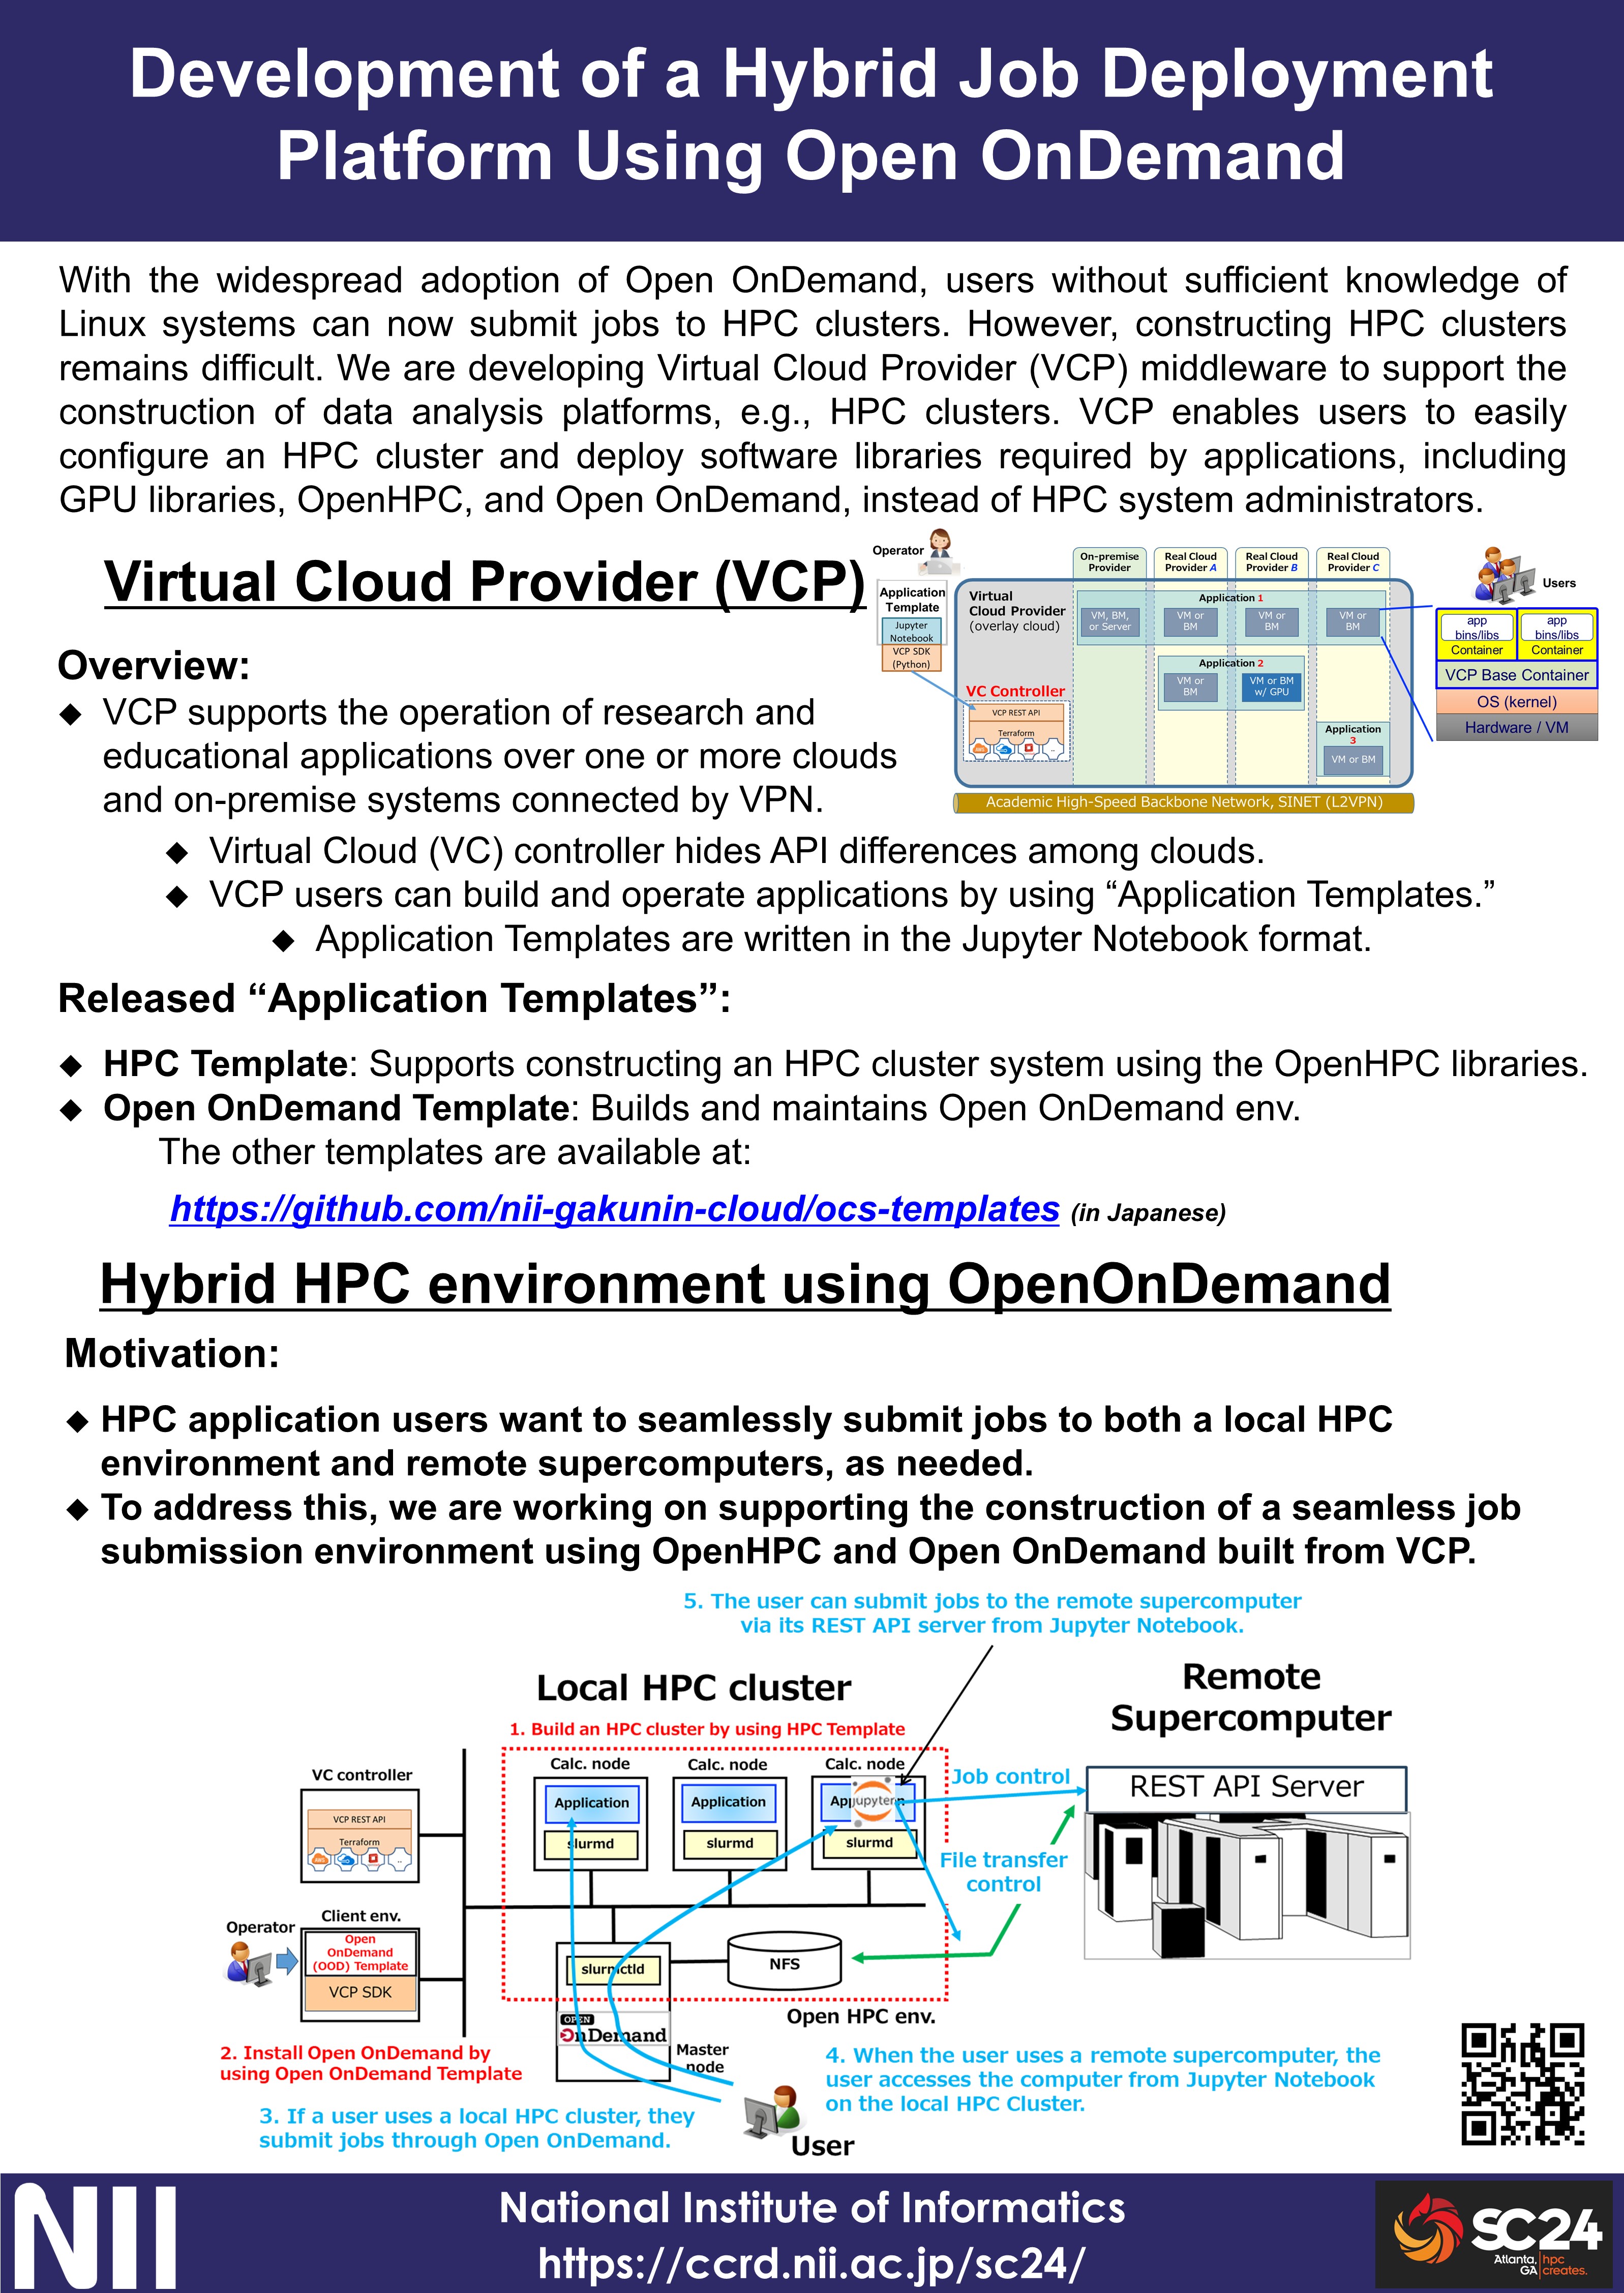 Development of a Hybrid Job Deployment
Platform Using Open OnDemand
With the widespread adoption of Open OnDemand, users without sufficient knowledge of
Linux systems can now submit jobs to HPC clusters. However, constructing HPC clusters
remains difficult. We are developing Virtual Cloud Provider (VCP) middleware to support the
construction of data analysis platforms, e.g., HPC clusters. VCP enables users to easily
configure an HPC cluster and deploy software libraries required by applications, including
GPU libraries, OpenHPC, and Open OnDemand, instead of HPC system administrators.
Virtual Cloud Provider (VCP)
Operator
Application
Template
Jupyter
Notebook
VCP SDK
(Python)
On-premise
Provider
Real Cloud
Provider A
Real Cloud
Provider B
Real Cloud
Provider C
Virtual
Cloud Provider
(overlay cloud)
Application 1
VM, BM,
or Server
VM or
BM
VM or
BM
VM or
BM
Application 2
VM or
BM
VM or BM
w/ GPU
Application
3
VM or BM
VC Controller
VCP REST API
Terraform
aws
..
Academic High-Speed Backbone Network, SINET (L2VPN)
Users
app
bins/libs
Container
app
bins/libs
Container
VCP Base Container
OS (kernel)
Hardware / VM
Overview:
◆ VCP supports the operation of research and
educational applications over one or more clouds
and on-premise systems connected by VPN.
◆ Virtual Cloud (VC) controller hides API differences among clouds.
◆ VCP users can build and operate applications by using “Application Templates.”
◆ Application Templates are written in the Jupyter Notebook format.
Released “Application Templates”:
◆ HPC Template: Supports constructing an HPC cluster system using the OpenHPC libraries.
◆ Open OnDemand Template: Builds and maintains Open OnDemand env.
The other templates are available at:
https://github.com/nii-gakunin-cloud/ocs-templates (in Japanese)
Hybrid HPC environment using OpenOnDemand
Motivation:
◆ HPC application users want to seamlessly submit jobs to both a local HPC
environment and remote supercomputers, as needed.
◆ To address this, we are working on supporting the construction of a seamless job
submission environment using OpenHPC and Open OnDemand built from VCP.
5. The user can submit jobs to the remote supercomputer
via its REST API server from Jupyter Notebook.
Local HPC cluster
Remote
Supercomputer
1. Build an HPC cluster by using HPC Template
VC controller
VCP REST API
Terraform
aws
..
Calc. node
Application
slurmd
Calc. node
Application
slurmd
Calc. node
App
jupyter
n
slurmd
Job control
REST API Server
File transfer
control
Operator
Client env.
Open
OnDemand
(OOD) Template
VCP SDK
slurmctld
NFS
Open HPC env.
OPEN
OnDemand
Master
node
2. Install Open OnDemand by
using Open OnDemand Template
3. If a user uses a local HPC cluster, they
submit jobs through Open OnDemand.
4. When the user uses a remote supercomputer, the
user accesses the computer from Jupyter Notebook
on the local HPC Cluster.
User
NII
National Institute of Informatics
https://ccrd.nii.ac.jp/sc24/
SC24
Atlanta,
GA
hpc
creates.